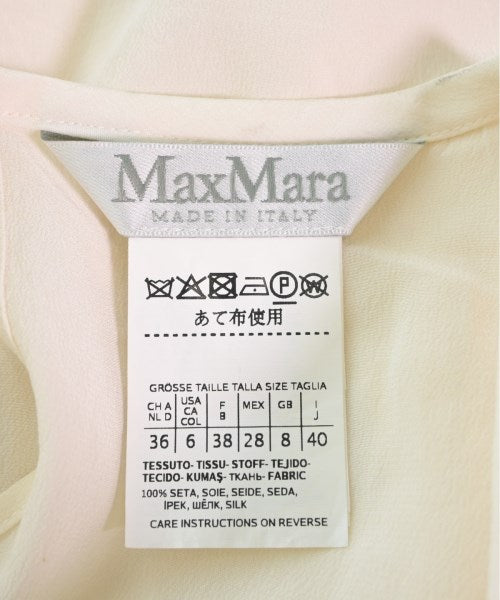 MaxMara
MADE IN ITALY
P W
あて布使用
GRÖSSE TAILLE TALLA SIZE TAGLIA
CH A NL D
USA CA COL
F B
MEX
GB
I J
36 6 38 28 8 40
TESSUTO- TISSU- STOFF- TEJIDO-
TECIDO- KUMAŞ- ТКАНЬ- FABRIC
100% SETA, SOIE, SEIDE, SEDA,
İPEK, ШЁЛК, SILK
CARE INSTRUCTIONS ON REVERSE